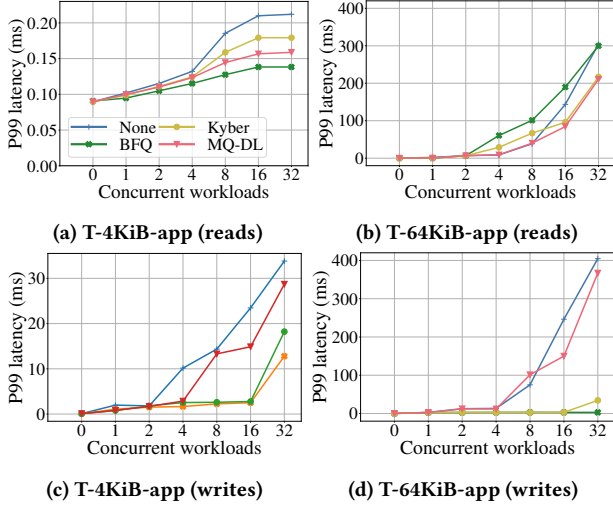 P99 latency (ms)
0.20
0.15
0.10
0.05
0.00
None
BFQ
Kyber
MQ-DL
0 1 2 4 8 16 32
Concurrent workloads
(a) T-4KiB-app (reads)
P99 latency (ms)
400
300
200
100
0
0 1 2 4 8 16 32
Concurrent workloads
(b) T-64KiB-app (reads)
P99 latency (ms)
30
20
10
0
0 1 2 4 8 16 32
Concurrent workloads
(c) T-4KiB-app (writes)
P99 latency (ms)
400
300
200
100
0
0 1 2 4 8 16 32
Concurrent workloads
(d) T-64KiB-app (writes)